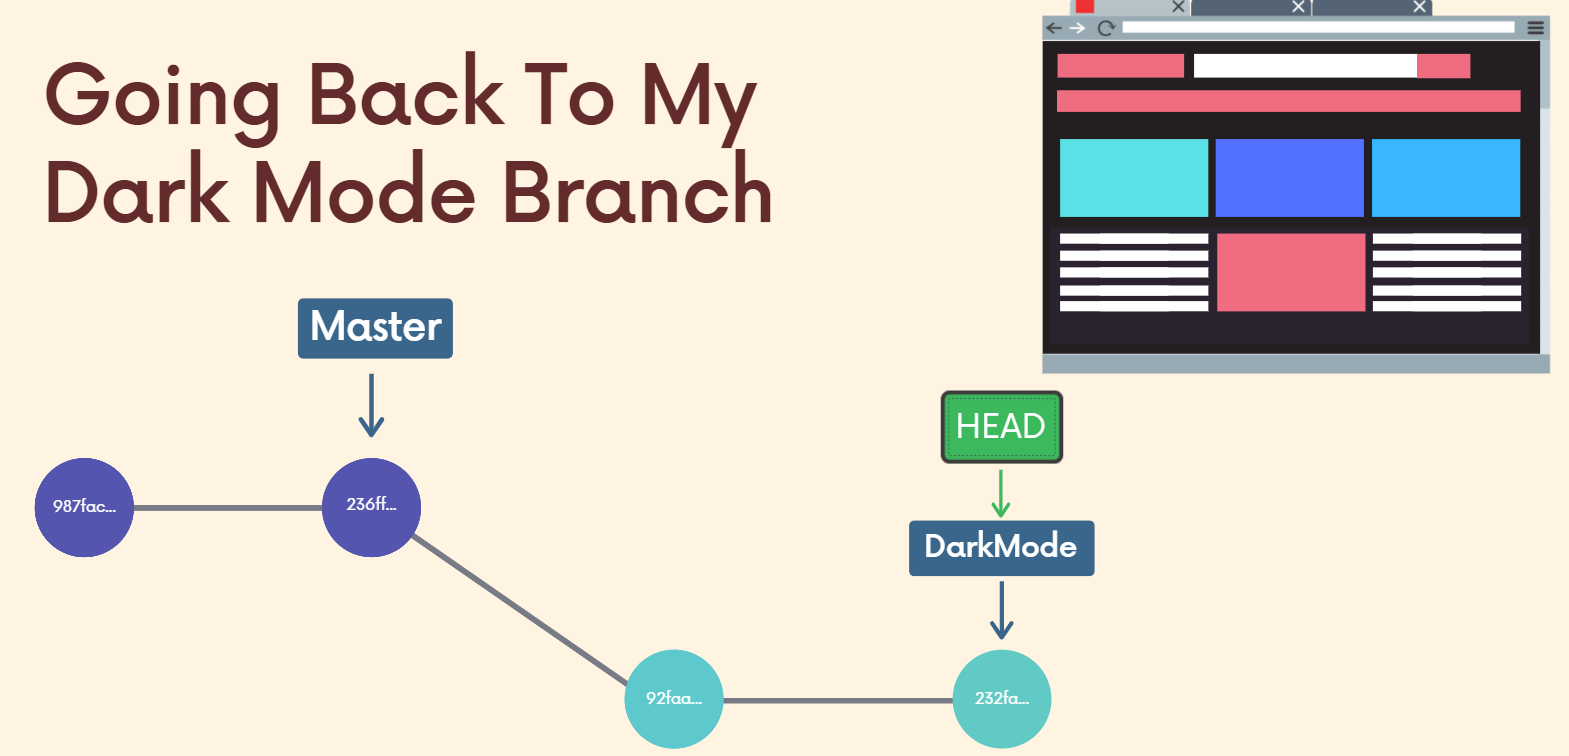 Going Back To My
Dark Mode Branch
Master
HEAD
987fac...
236ff...
DarkMode
92faa...
232fa...